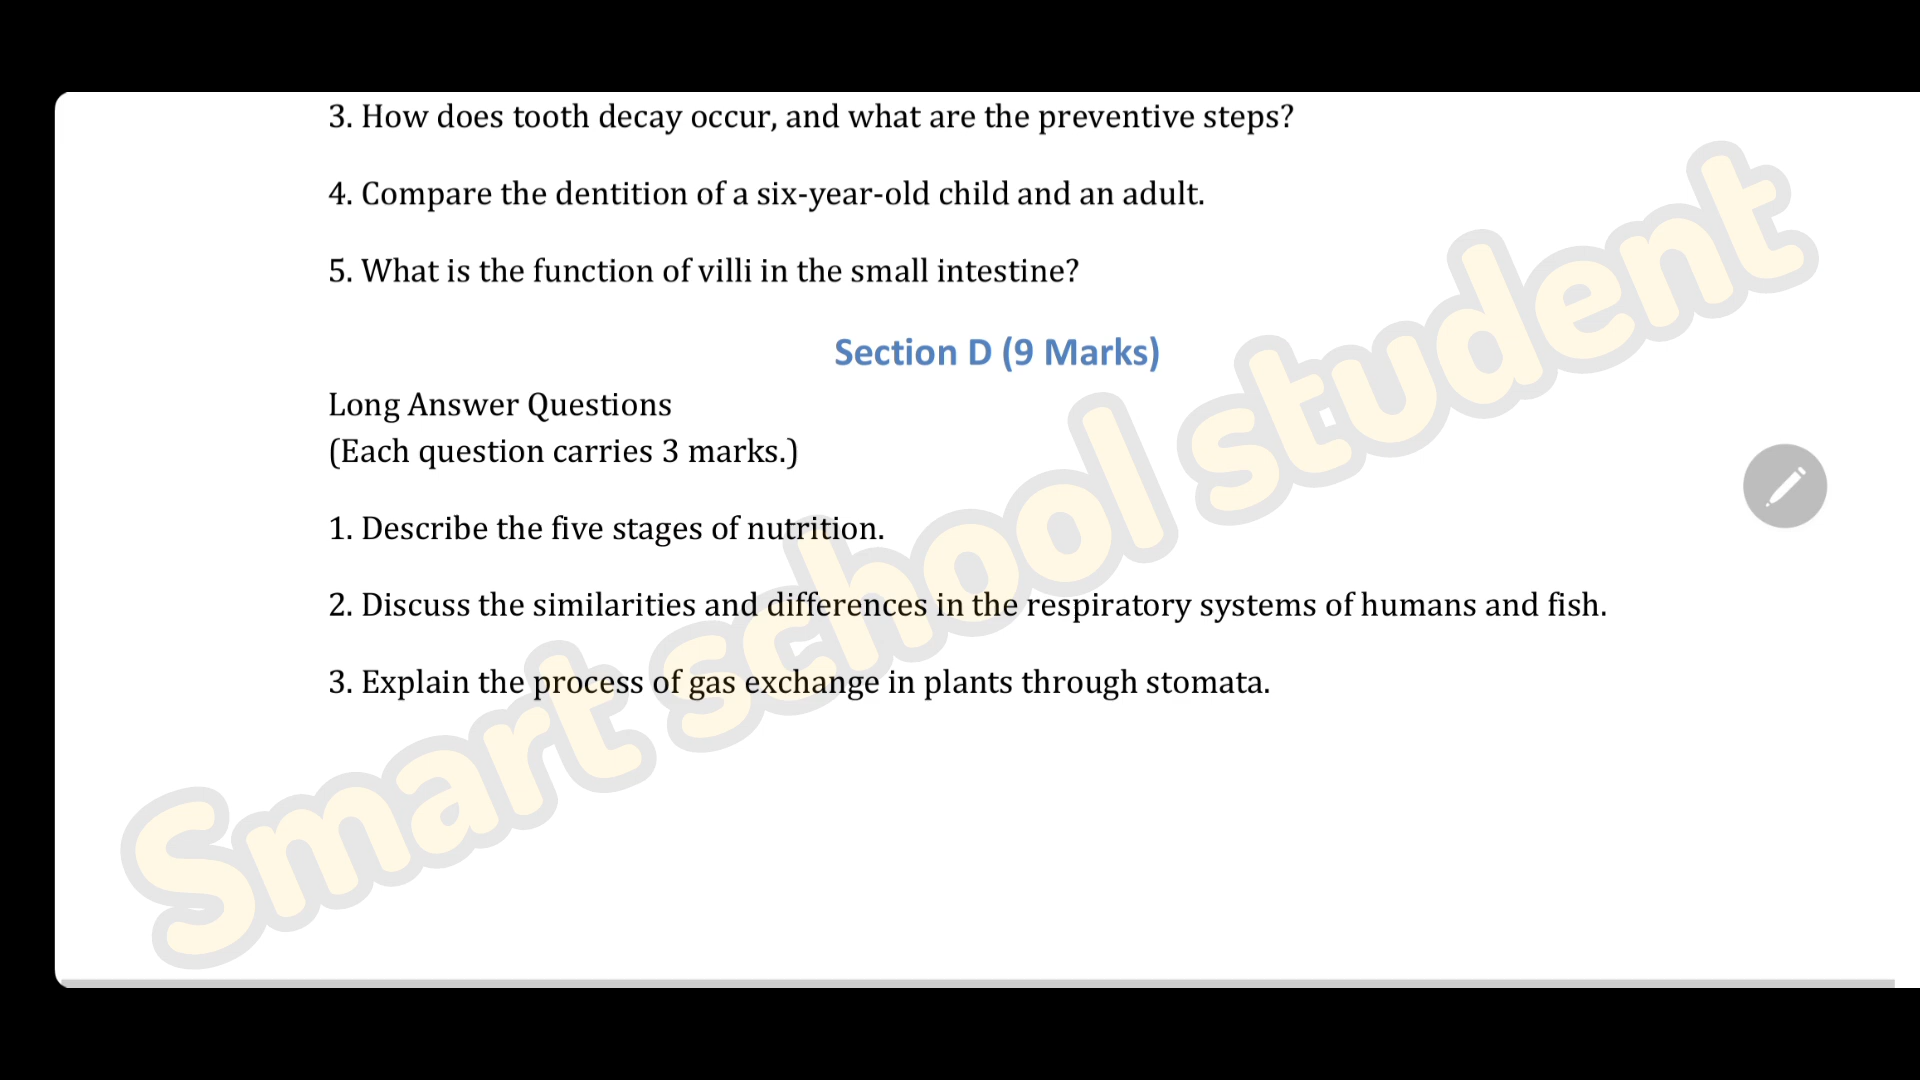 3. How does tooth decay occur, and what are the preventive steps?
4. Compare the dentition of a six-year-old child and an adult.
5. What is the function of villi in the small intestine?
Section D (9 Marks)
Long Answer Questions
(Each question carries 3 marks.)
1. Describe the five stages of nutrition.
2. Discuss the similarities and differences in the respiratory systems of humans and fish.
3. Explain the process of gas exchange in plants through stomata.
Smart school student